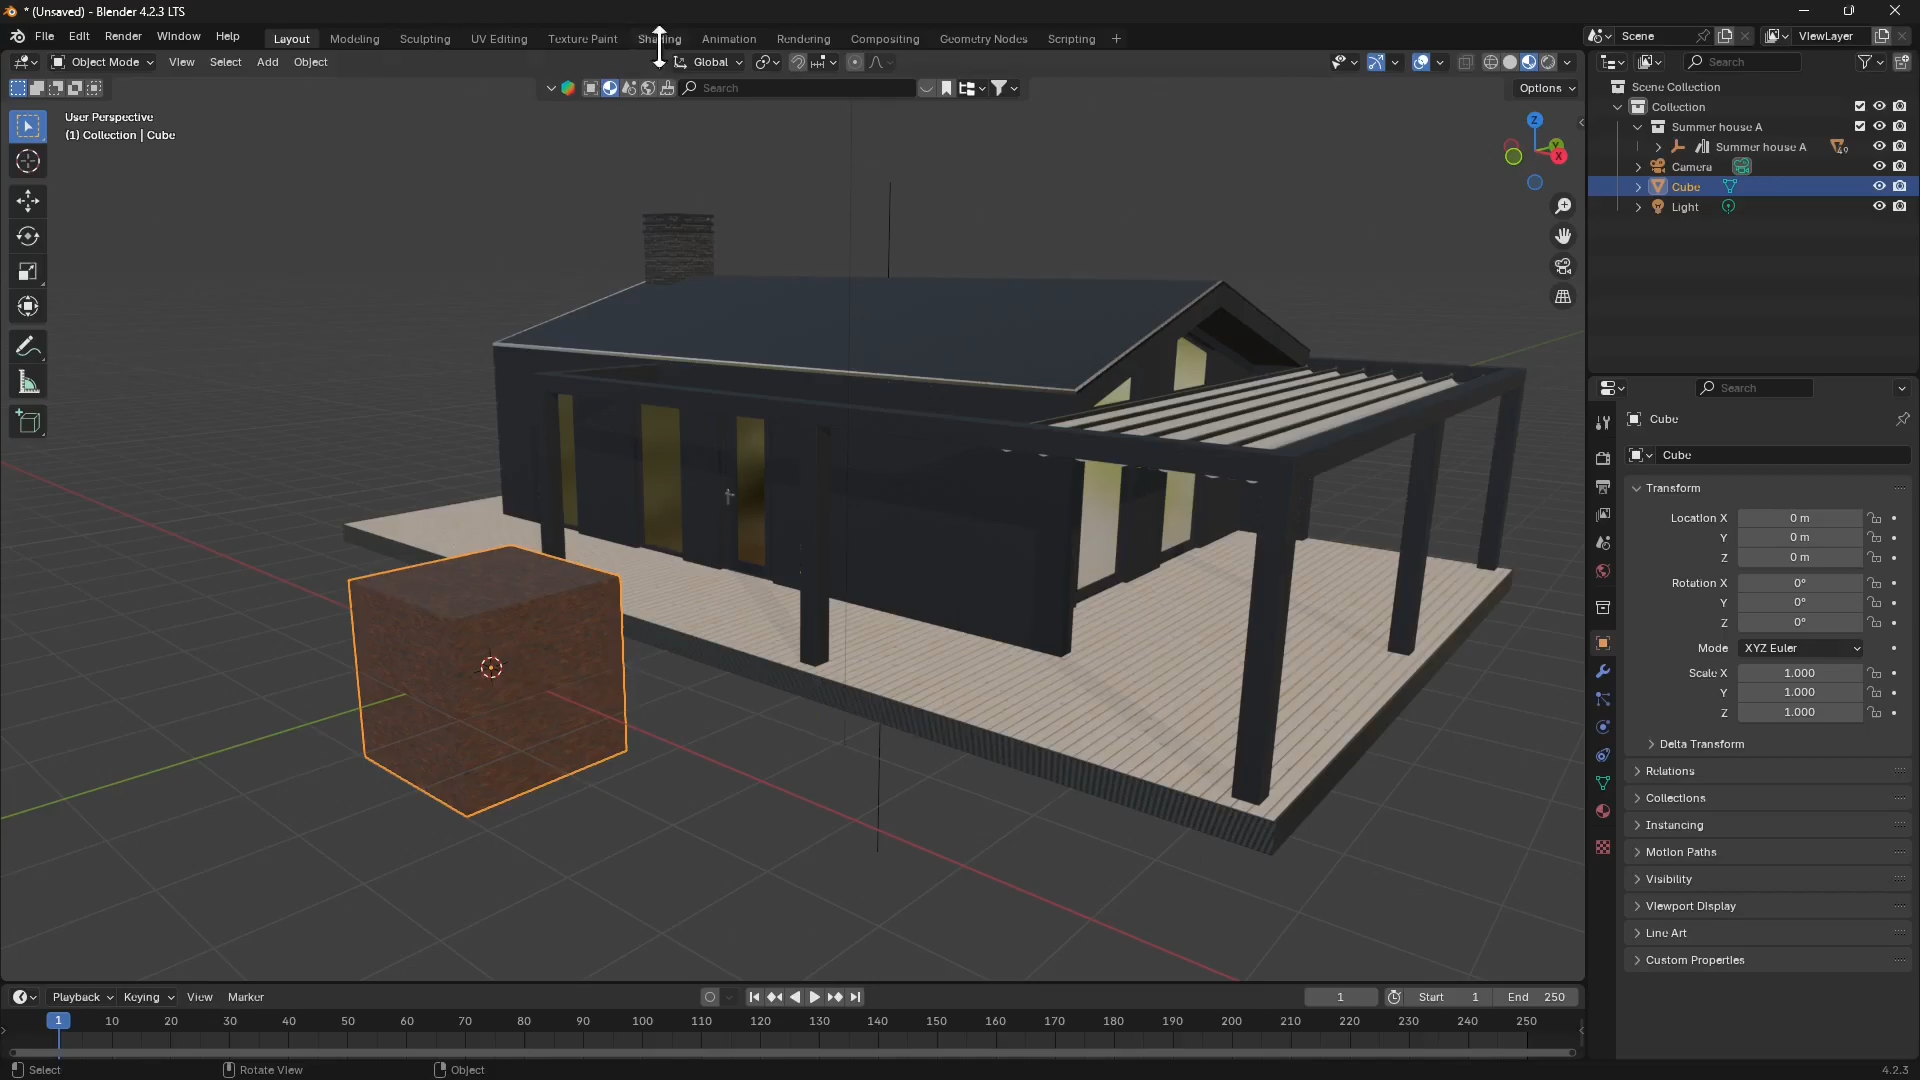 * (Unsaved) - Blender 4.2.3 LTS
File Edit Render Window Help Layout Modeling Sculpting UV Editing Texture Paint Shading Animation Rendering Compositing Geometry Nodes Scripting + Scene ViewLayer
Object Mode View Select Add Object Global Search
Search Options
Scene Collection
Collection
Summer house A
Summer house A 49
Camera
Cube
Light
User Perspective
(1) Collection | Cube
Z
Y
X
Search
Cube
Cube
Transform
Location X 0 m
Y 0 m
Z 0 m
Rotation X 0°
Y 0°
Z 0°
Mode XYZ Euler
Scale X 1.000
Y 1.000
Z 1.000
Delta Transform
Relations
Collections
Instancing
Motion Paths
Visibility
Viewport Display
Line Art
Custom Properties
Playback Keying View Marker 1 Start 1 End 250
1 10 20 30 40 50 60 70 80 90 100 110 120 130 140 150 160 170 180 190 200 210 220 230 240 250
Select Rotate View Object 4.2.3